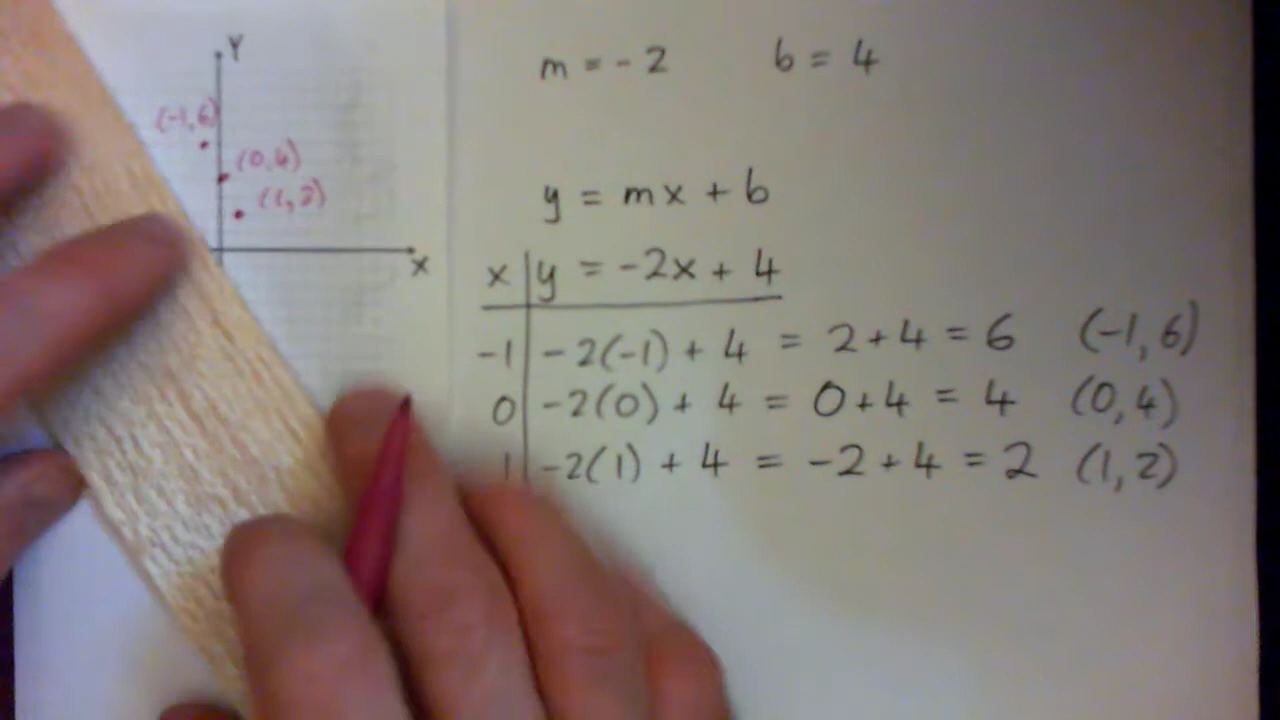 Y
(-1,6)
(0,4)
(1,2)
X
m = -2 b = 4
y = mx + b
x y = -2x + 4
-1 -2(-1) + 4 = 2+4 = 6 (-1,6)
0 -2(0) + 4 = 0+4 = 4 (0,4)
1 -2(1) + 4 = -2+4 = 2 (1,2)